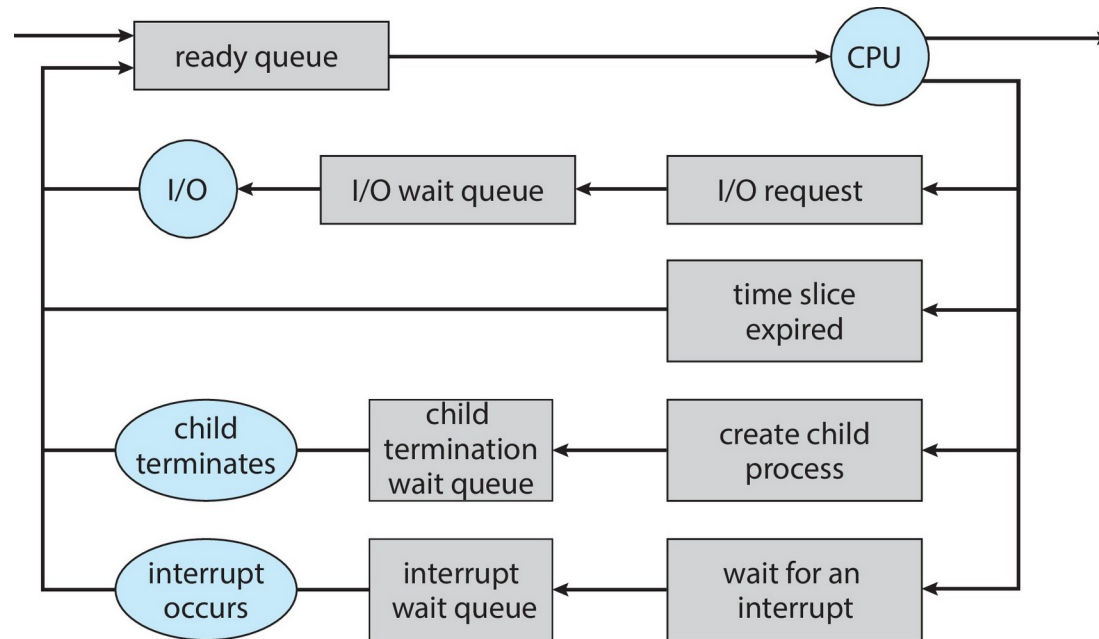 ready queue
CPU
I/O
I/O wait queue
I/O request
time slice
expired
child
terminates
child
termination
wait queue
create child
process
interrupt
occurs
interrupt
wait queue
wait for an
interrupt